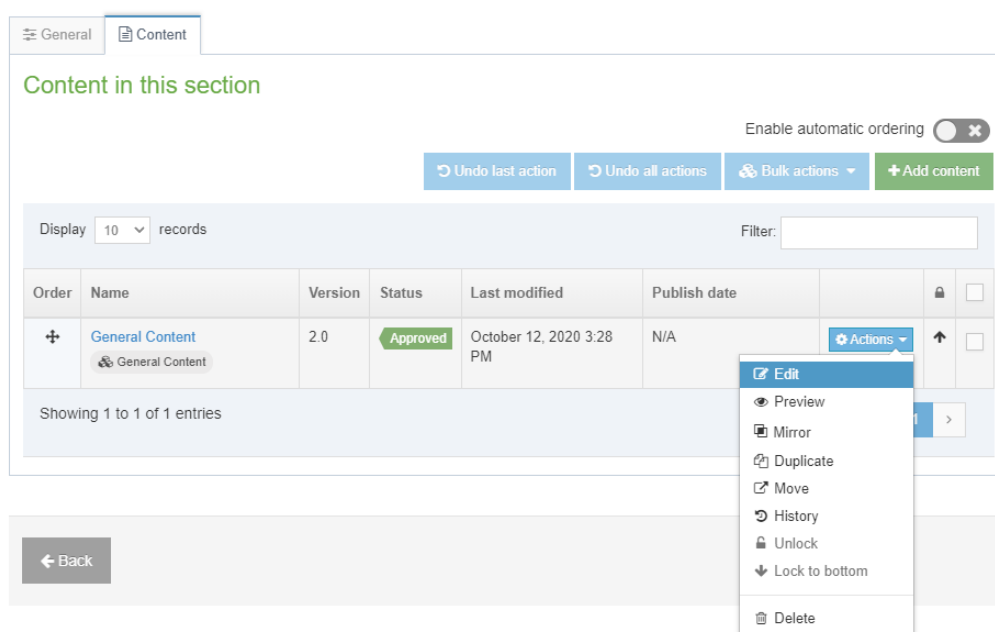 General
Content
Content in this section
Enable automatic ordering
Undo last action
Undo all actions
Bulk actions
Add content
Display 10 records
Filter:
Order Name Version Status Last modified Publish date
General Content 2.0 Approved October 12, 2020 3:28 N/A Actions
General Content PM
Edit
Preview
Showing 1 to 1 of 1 entries
1
Mirror
Duplicate
Move
History
Unlock
Lock to bottom
Delete
Back